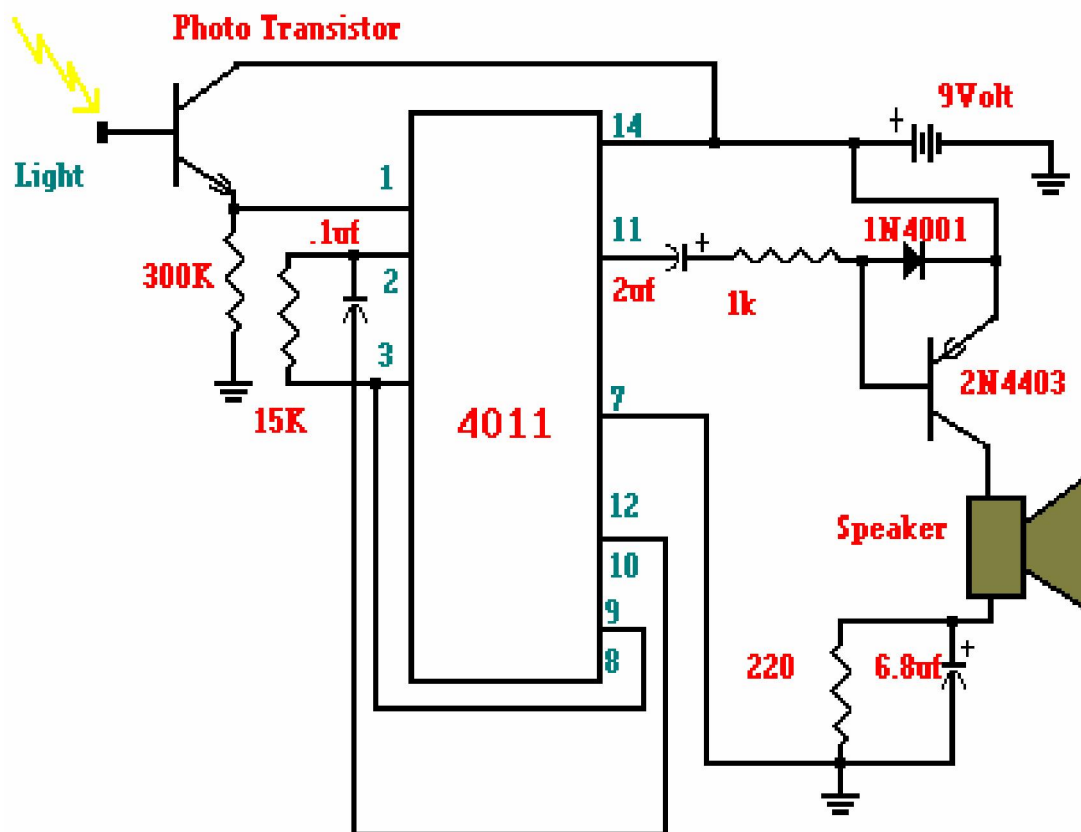 Photo Transistor
9Volt
+
14
Light
1
11
1N4001
.1uf
+
300K
2
2uf
1k
3
2N4403
15K
4011
7
12
Speaker
10
9
220
6.8uf
+
8